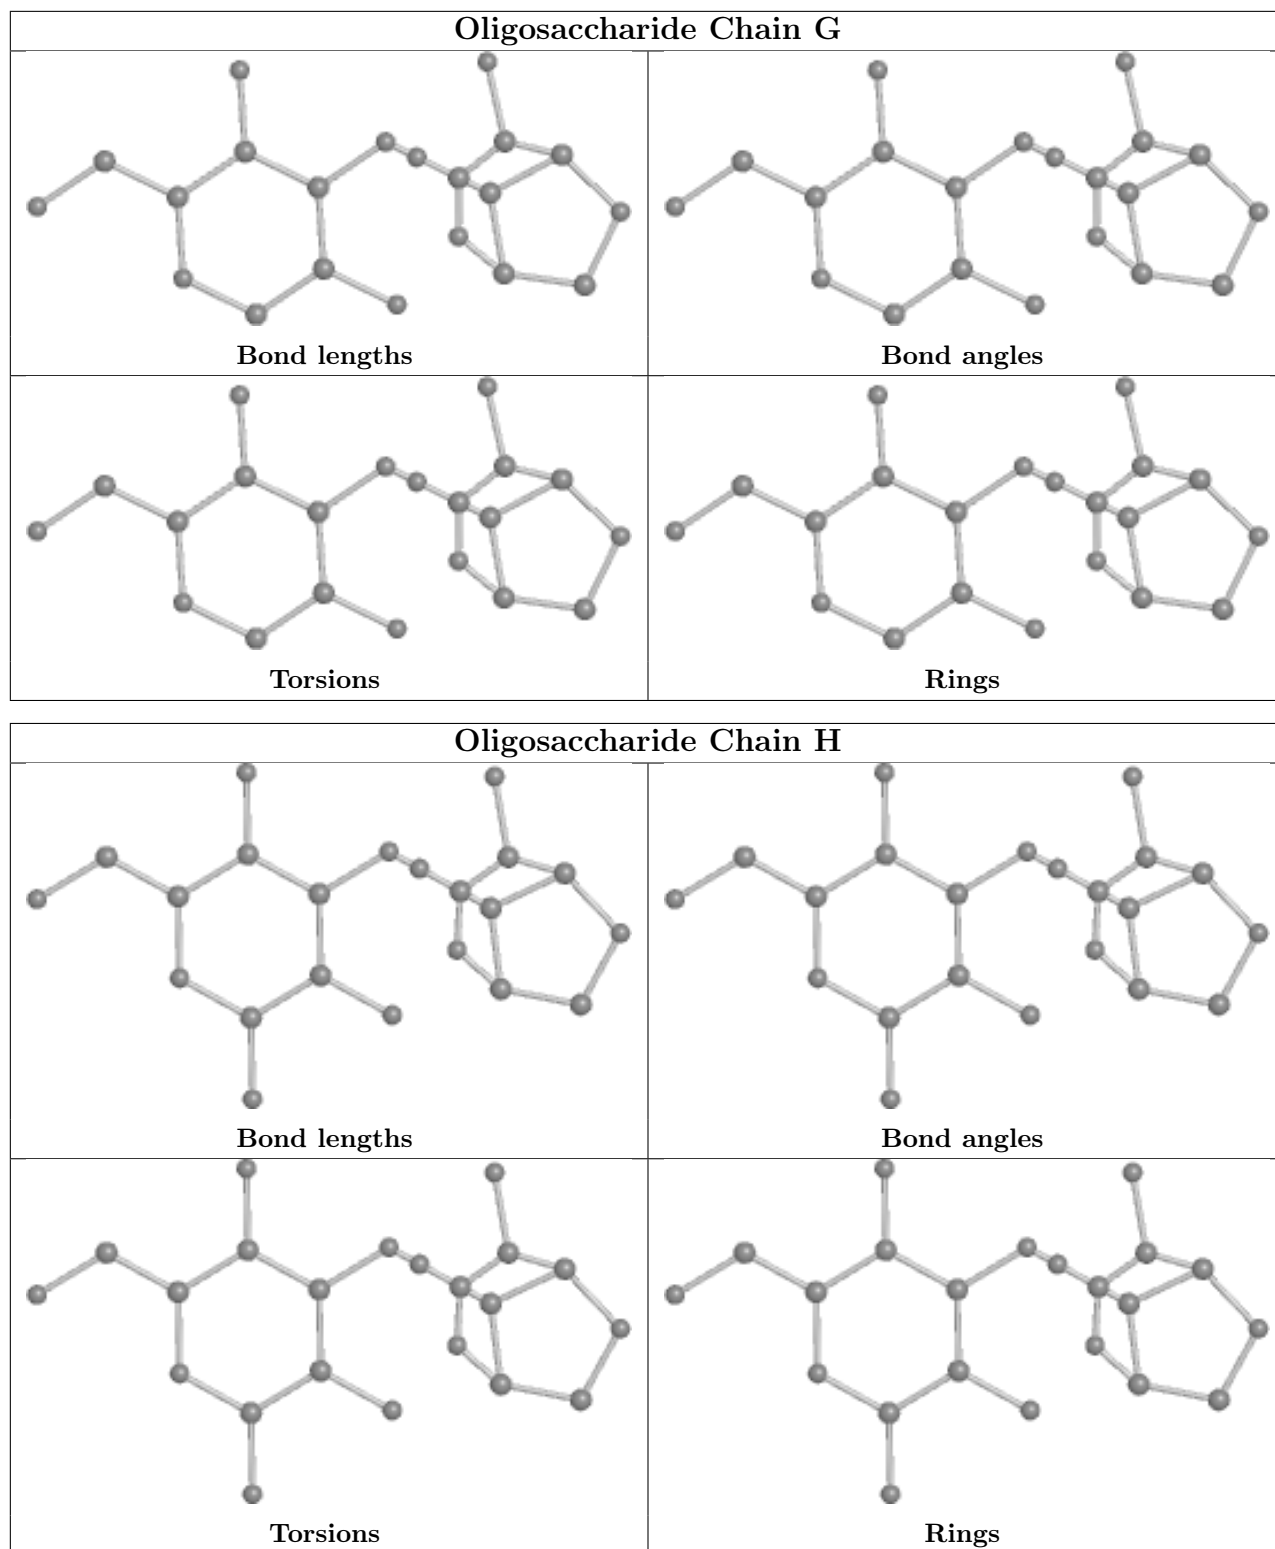 Oligosaccharide Chain G
Bond lengths
Bond angles
Torsions
Rings
Oligosaccharide Chain H
Bond lengths
Bond angles
Torsions
Rings